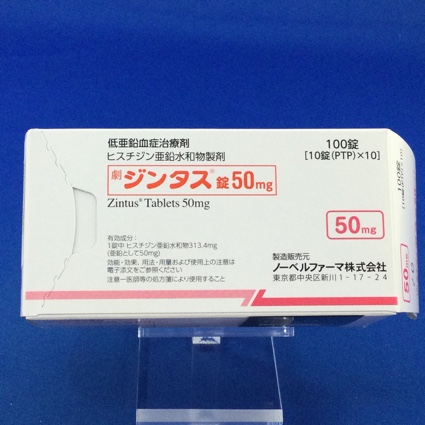 低亜鉛血症治療剤
ヒスチジン亜鉛水和物製剤
劇 ジンタス®錠50mg
Zintus® Tablets 50mg
100錠
[10錠(PTP)×10]
50mg
有効成分:
1錠中 ヒスチジン亜鉛水和物313.4mg
(亜鉛として50mg)
効能・効果、用法・用量および使用上の注意は
電子添文をご参照ください
注意-医師等の処方箋により使用すること
製造販売元
ノーベルファーマ株式会社
東京都中央区新川1-17-24
100錠
50mg